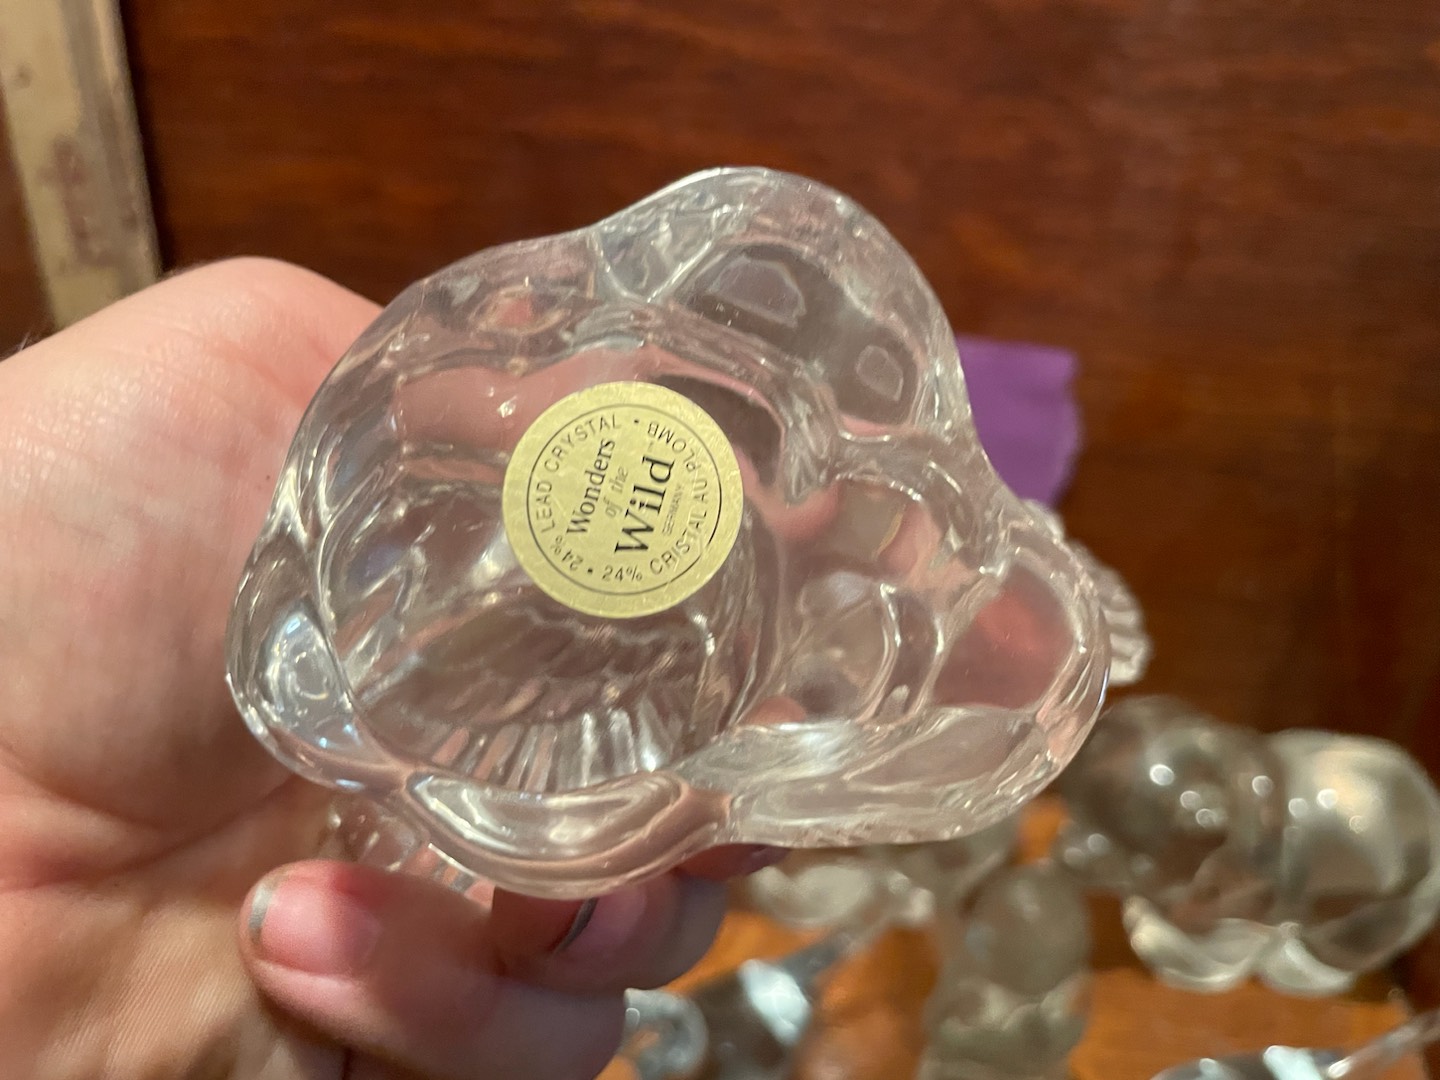 24% LEAD CRYSTAL •
Wonders
of the
Wild
GERMANY
• 24% CRISTAL AU PLOMB